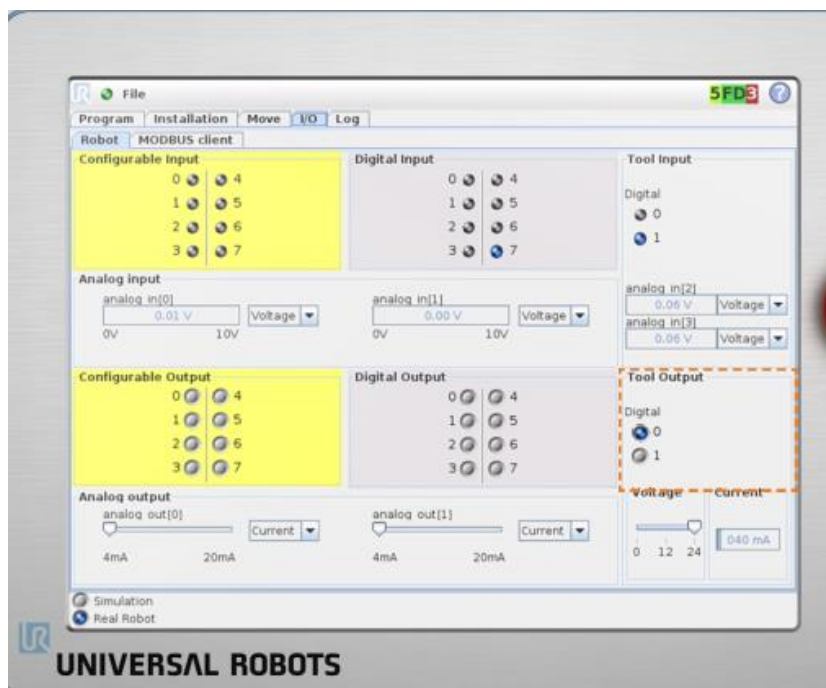 UR File 5FD3 ?
Program Installation Move I/O Log
Robot MODBUS client
Configurable Input Digital Input Tool Input
0 4 0 4
Digital
1 5 1 5
0
2 6 2 6
1
3 7 3 7
Analog input
analog in[0] analog in[1] analog in[2]
0.01 V Voltage 0.00 V Voltage 0.06 V Voltage
0V 10V 0V 10V analog in[3]
0.06 V Voltage
Configurable Output Digital Output Tool Output
0 4 0 4
Digital
1 5 1 5
0
2 6 2 6
1
3 7 3 7
Analog output Voltage Current
analog out[0] analog out[1]
Current Current
4mA 20mA 4mA 20mA 0 12 24 040 mA
Simulation
Real Robot
UR
UNIVERSAL ROBOTS